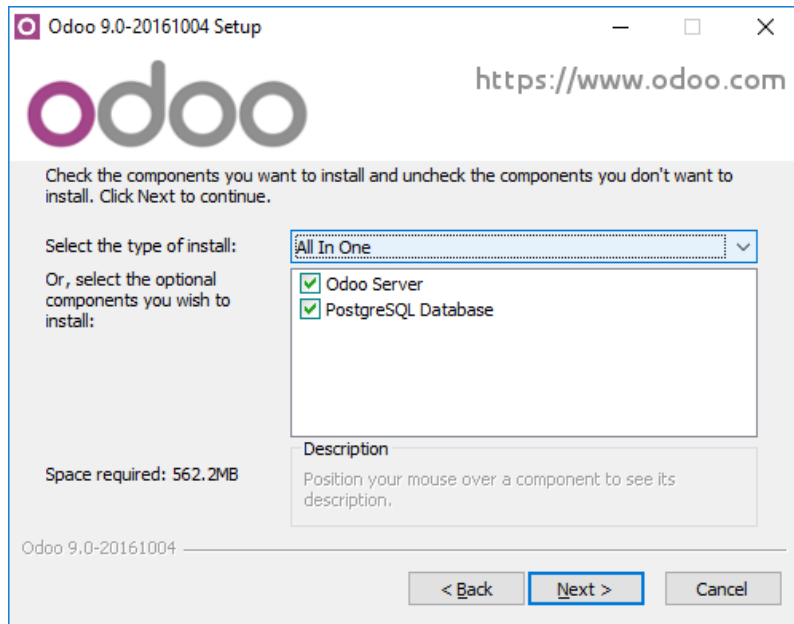 Odoo 9.0-20161004 Setup
odoo
https://www.odoo.com
Check the components you want to install and uncheck the components you don't want to
install. Click Next to continue.
Select the type of install:
All In One
Or, select the optional
components you wish to
install:
Odoo Server
PostgreSQL Database
Space required: 562.2MB
Description
Position your mouse over a component to see its
description.
Odoo 9.0-20161004
< Back
Next >
Cancel